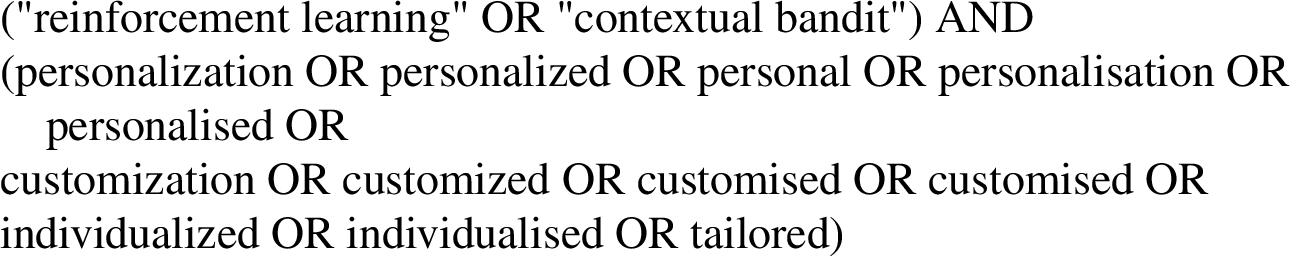 ("reinforcement learning" OR "contextual bandit") AND
(personalization OR personalized OR personal OR personalisation OR
personalised OR
customization OR customized OR customised OR customised OR
individualized OR individualised OR tailored)